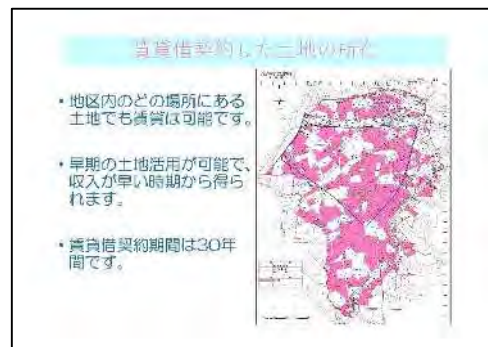 賃貸借契約した土地の所在
・地区内のどの場所にある
土地でも賃貸は可能です。
・早期の土地活用が可能で、
収入が早い時期から得ら
れます。
・賃貸借契約期間は30年
間です。